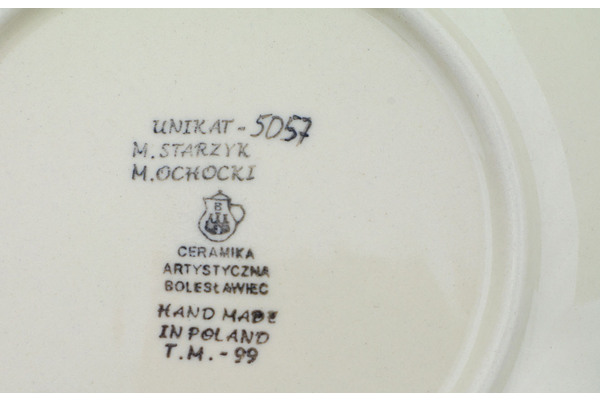 UNIKAT - 5057
M. STARZYK
M. OCHOCKI
B
CERAMIKA
ARTYSTYCZNA
BOLESŁAWIEC
HAND MADE
IN POLAND
T.M. - 99